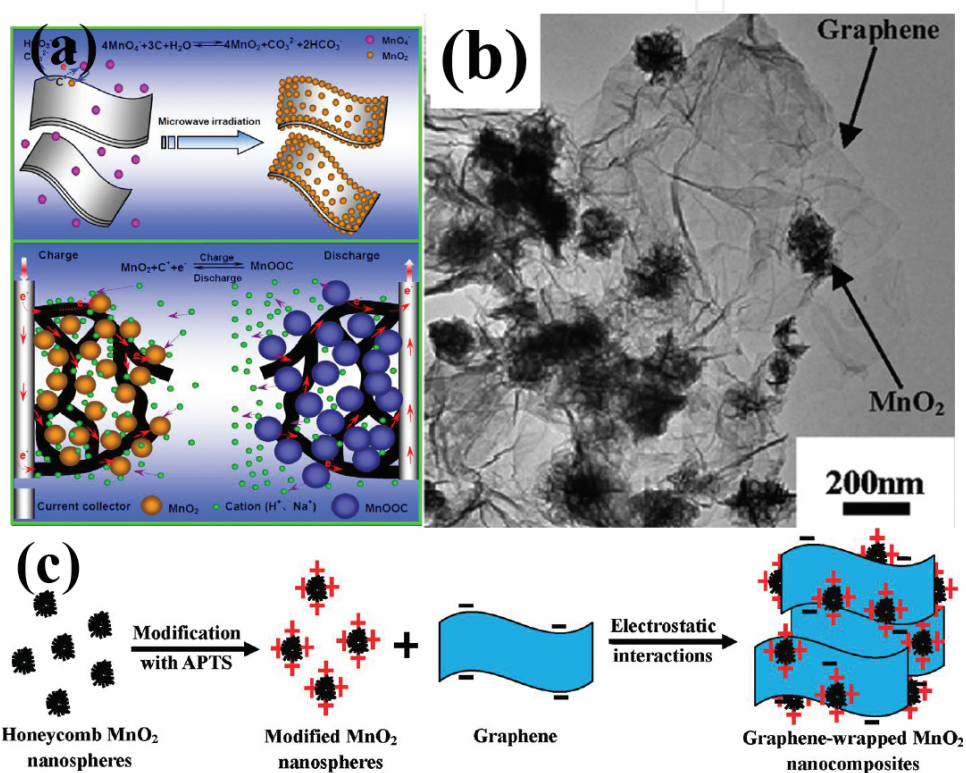 (a)
4MnO₄⁻+3C+H₂O ⇌ 4MnO₂+CO₃²⁻+2HCO₃⁻
MnO₄⁻
MnO₂
e
C
Microwave irradiation
Charge
MnO₂+C⁺+e⁻ Charge Discharge MnOOC
Discharge
e⁻
e⁻
e
e
Current collector
MnO₂
Cation (H⁺、Na⁺)
MnOOC
(b)
Graphene
MnO₂
200nm
(c)
Modification
with APTS
+
Electrostatic
interactions
Honeycomb MnO₂
nanospheres
Modified MnO₂
nanospheres
Graphene
Graphene-wrapped MnO₂
nanocomposites